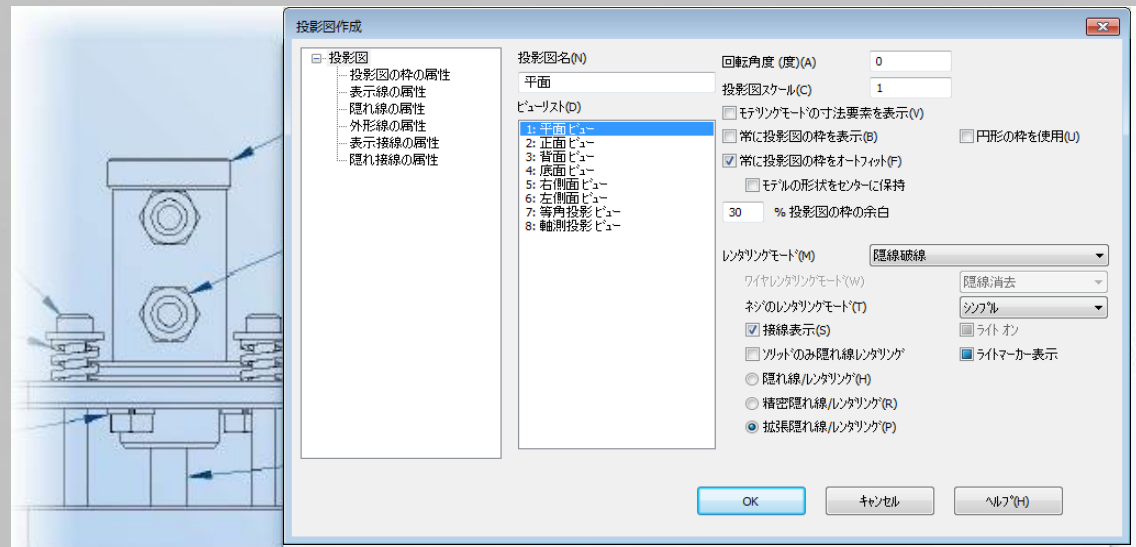 投影図作成
投影図
投影図の枠の属性
表示線の属性
隠れ線の属性
外形線の属性
表示接線の属性
隠れ接線の属性
投影図名(N)
平面
ﾋﾞｭｰﾘｽﾄ(D)
1: 平面ﾋﾞｭｰ
2: 正面ﾋﾞｭｰ
3: 背面ﾋﾞｭｰ
4: 底面ﾋﾞｭｰ
5: 右側面ﾋﾞｭｰ
6: 左側面ﾋﾞｭｰ
7: 等角投影ﾋﾞｭｰ
8: 軸測投影ﾋﾞｭｰ
回転角度 (度)(A) 0
投影図ｽｹｰﾙ(C) 1
ﾓﾃﾞﾘﾝｸﾞﾓｰﾄﾞの寸法要素を表示(V)
常に投影図の枠を表示(B) 円形の枠を使用(U)
常に投影図の枠をｵｰﾄﾌｨｯﾄ(F)
ﾓﾃﾞﾙの形状をｾﾝﾀｰに保持
30 % 投影図の枠の余白
ﾚﾝﾀﾞﾘﾝｸﾞﾓｰﾄﾞ(M) 隠線破線
ﾜｲﾔﾚﾝﾀﾞﾘﾝｸﾞﾓｰﾄﾞ(W) 隠線消去
ﾈｼﾞのﾚﾝﾀﾞﾘﾝｸﾞﾓｰﾄﾞ(T) ｼﾝﾌﾟﾙ
接線表示(S) ﾗｲﾄ ｵﾝ
ｿﾘｯﾄﾞのみ隠れ線ﾚﾝﾀﾞﾘﾝｸﾞ ﾗｲﾄﾏｰｶｰ表示
隠れ線/ﾚﾝﾀﾞﾘﾝｸﾞ(H)
精密隠れ線/ﾚﾝﾀﾞﾘﾝｸﾞ(R)
拡張隠れ線/ﾚﾝﾀﾞﾘﾝｸﾞ(P)
OK ｷｬﾝｾﾙ ﾍﾙﾌﾟ(H)